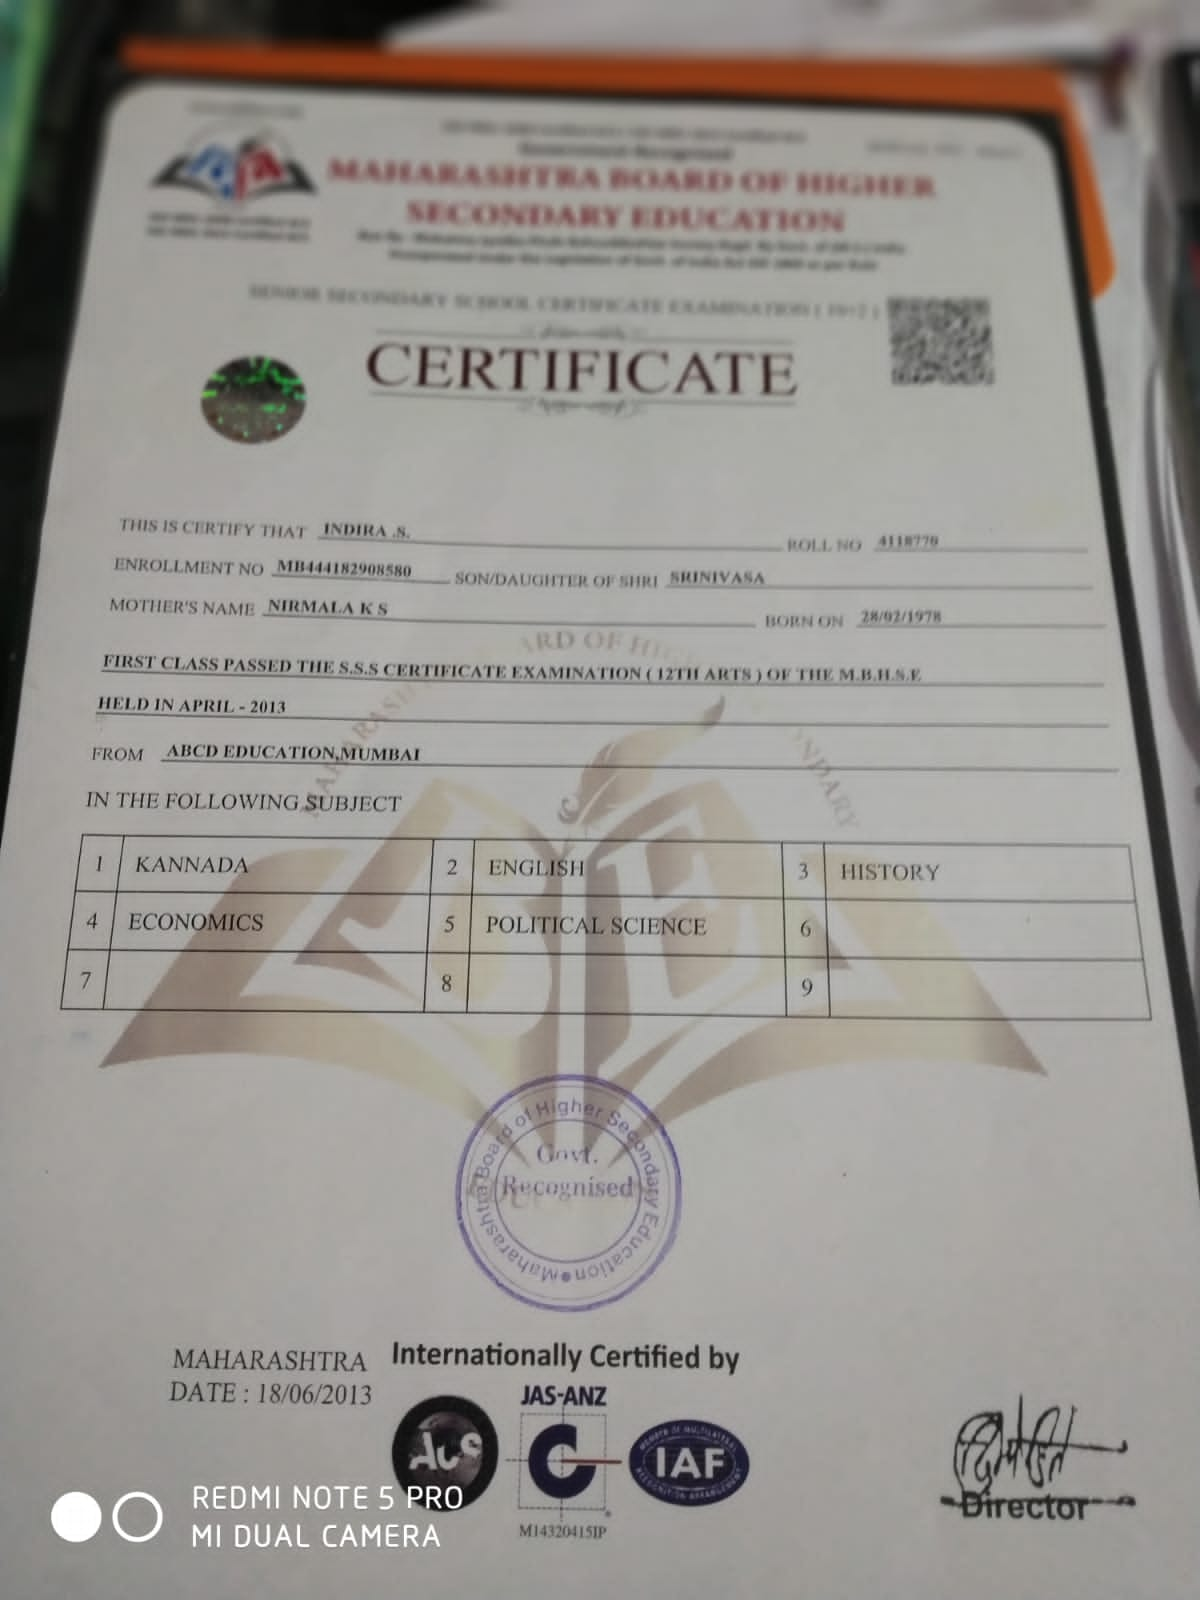 MAHARASHTRA BOARD OF HIGHER
SECONDARY EDUCATION
SENIOR SECONDARY SCHOOL CERTIFICATE EXAMINATION ( 10+2 )
CERTIFICATE
THIS IS CERTIFY THAT INDIRA .S. ROLL NO 4118770
ENROLLMENT NO MB444182908580 SON/DAUGHTER OF SHRI SRINIVASA
MOTHER'S NAME NIRMALA K S BORN ON 28/02/1978
FIRST CLASS PASSED THE S.S.S CERTIFICATE EXAMINATION ( 12TH ARTS ) OF THE M.B.H.S.E
HELD IN APRIL - 2013
FROM ABCD EDUCATION,MUMBAI
IN THE FOLLOWING SUBJECT
1 KANNADA 2 ENGLISH 3 HISTORY
4 ECONOMICS 5 POLITICAL SCIENCE 6
7 8 9
Maharashtra Board of Higher Secondary Education
Govt.
Recognised
MAHARASHTRA
DATE : 18/06/2013
Internationally Certified by
JAS-ANZ
IAF
M14320415IP
Director
REDMI NOTE 5 PRO
MI DUAL CAMERA